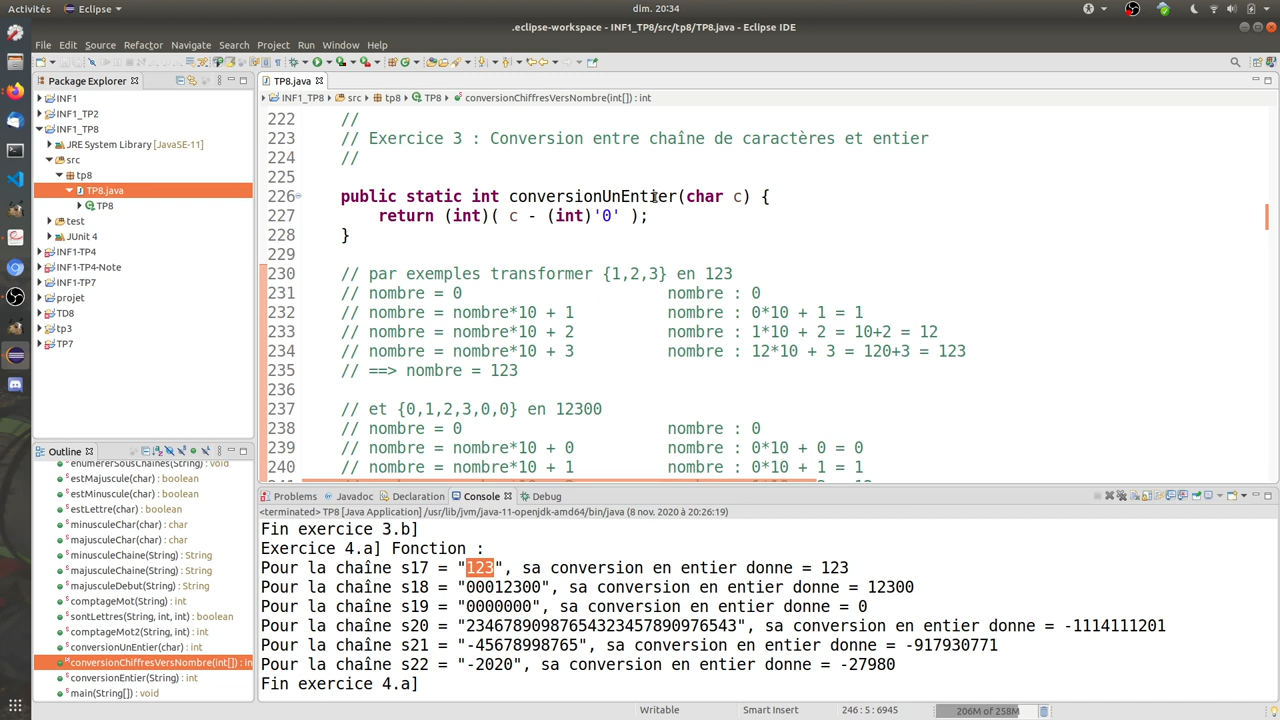 Activités Eclipse dim. 20:34
.eclipse-workspace - INF1_TP8/src/tp8/TP8.java - Eclipse IDE
File Edit Source Refactor Navigate Search Project Run Window Help
Package Explorer
INF1
INF1_TP2
INF1_TP8
JRE System Library [JavaSE-11]
src
tp8
TP8.java
TP8
test
JUnit 4
INF1-TP4
INF1-TP4-Note
INF1-TP7
projet
TD8
tp3
TP7
Outline
enumererSousChaines(String) : void
estMajuscule(char) : boolean
estMinuscule(char) : boolean
estLettre(char) : boolean
minusculeChar(char) : char
majusculeChar(char) : char
minusculeChaine(String) : String
majusculeChaine(String) : String
majusculeDebut(String) : String
comptageMot(String) : int
sontLettres(String, int, int) : boolean
comptageMot2(String) : int
conversionUnEntier(char) : int
conversionChiffresVersNombre(int[]) : in
conversionEntier(String) : int
main(String[]) : void
TP8.java
INF1_TP8 src tp8 TP8 conversionChiffresVersNombre(int[]) : int
222 //
223 // Exercice 3 : Conversion entre chaîne de caractères et entier
224 //
225
226 public static int conversionUnEntier(char c) {
227 return (int)( c - (int)'0' );
228 }
229
230 // par exemples transformer {1,2,3} en 123
231 // nombre = 0 nombre : 0
232 // nombre = nombre*10 + 1 nombre : 0*10 + 1 = 1
233 // nombre = nombre*10 + 2 nombre : 1*10 + 2 = 10+2 = 12
234 // nombre = nombre*10 + 3 nombre : 12*10 + 3 = 120+3 = 123
235 // ==> nombre = 123
236
237 // et {0,1,2,3,0,0} en 12300
238 // nombre = 0 nombre : 0
239 // nombre = nombre*10 + 0 nombre : 0*10 + 0 = 0
240 // nombre = nombre*10 + 1 nombre : 0*10 + 1 = 1
Problems Javadoc Declaration Console Debug
<terminated> TP8 [Java Application] /usr/lib/jvm/java-11-openjdk-amd64/bin/java (8 nov. 2020 à 20:26:19)
Fin exercice 3.b]
Exercice 4.a] Fonction :
Pour la chaîne s17 = "123", sa conversion en entier donne = 123
Pour la chaîne s18 = "00012300", sa conversion en entier donne = 12300
Pour la chaîne s19 = "0000000", sa conversion en entier donne = 0
Pour la chaîne s20 = "23467890987654323457890976543", sa conversion en entier donne = -1114111201
Pour la chaîne s21 = "-45678998765", sa conversion en entier donne = -917930771
Pour la chaîne s22 = "-2020", sa conversion en entier donne = -27980
Fin exercice 4.a]
Writable Smart Insert 246:5:6945 206M of 258M